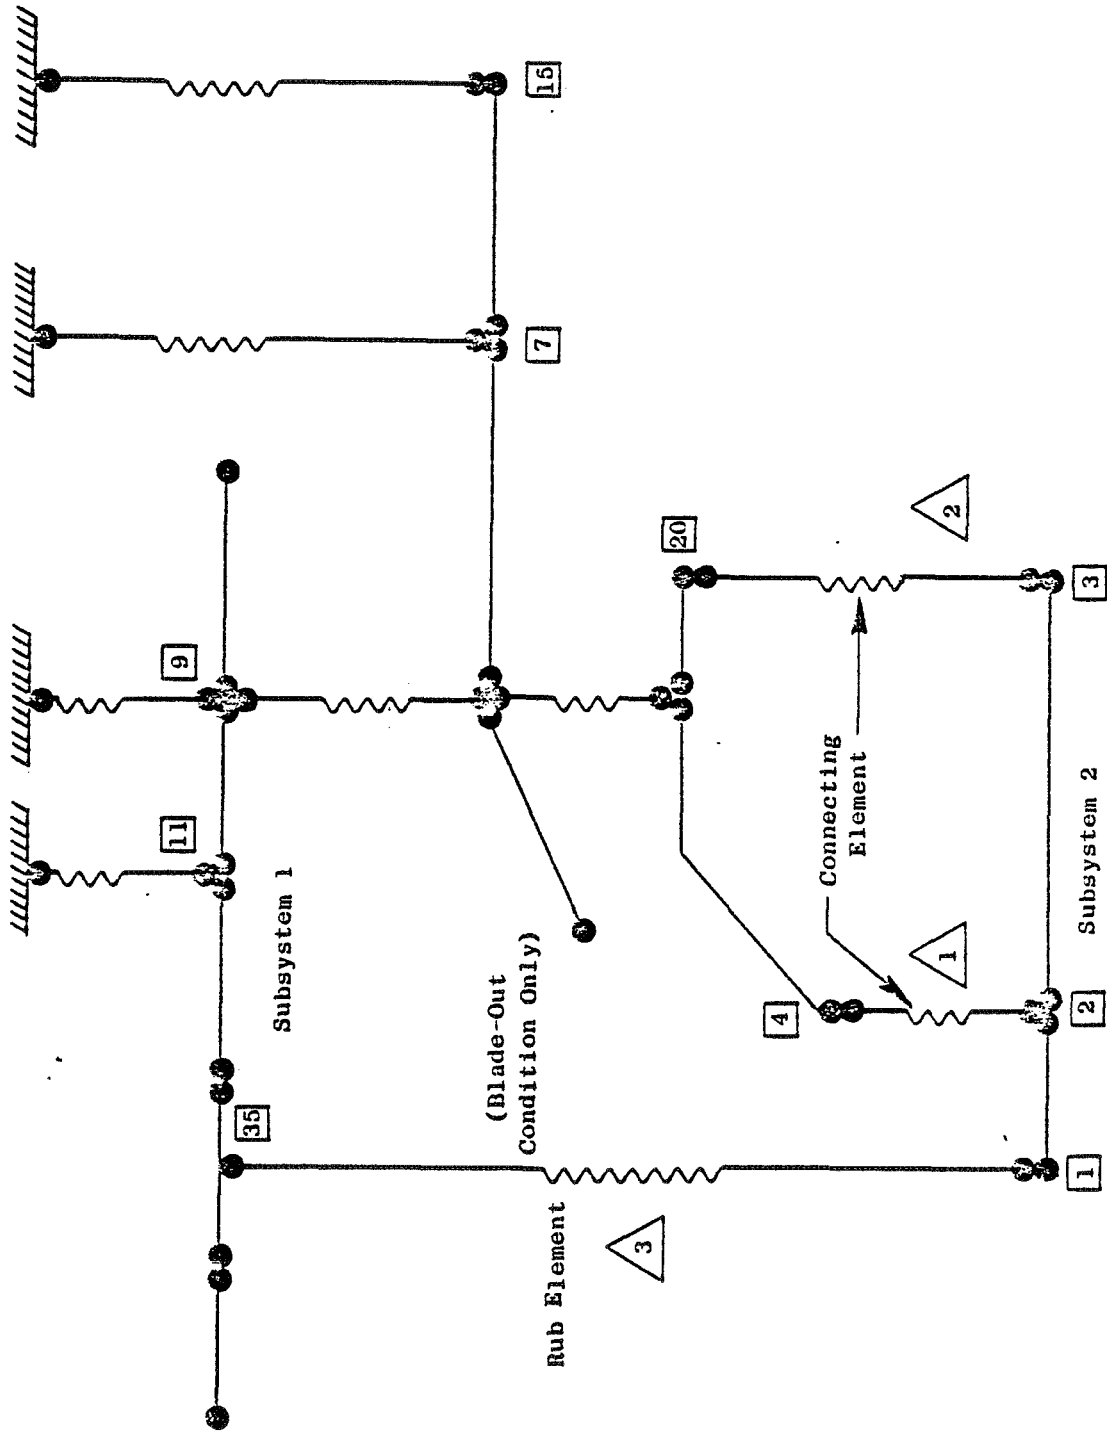 15
7
20
2
3
9
11
Connecting
Element
Subsystem 1
Subsystem 2
(Blade-Out
Condition Only)
4
1
2
35
1
Rub Element
3